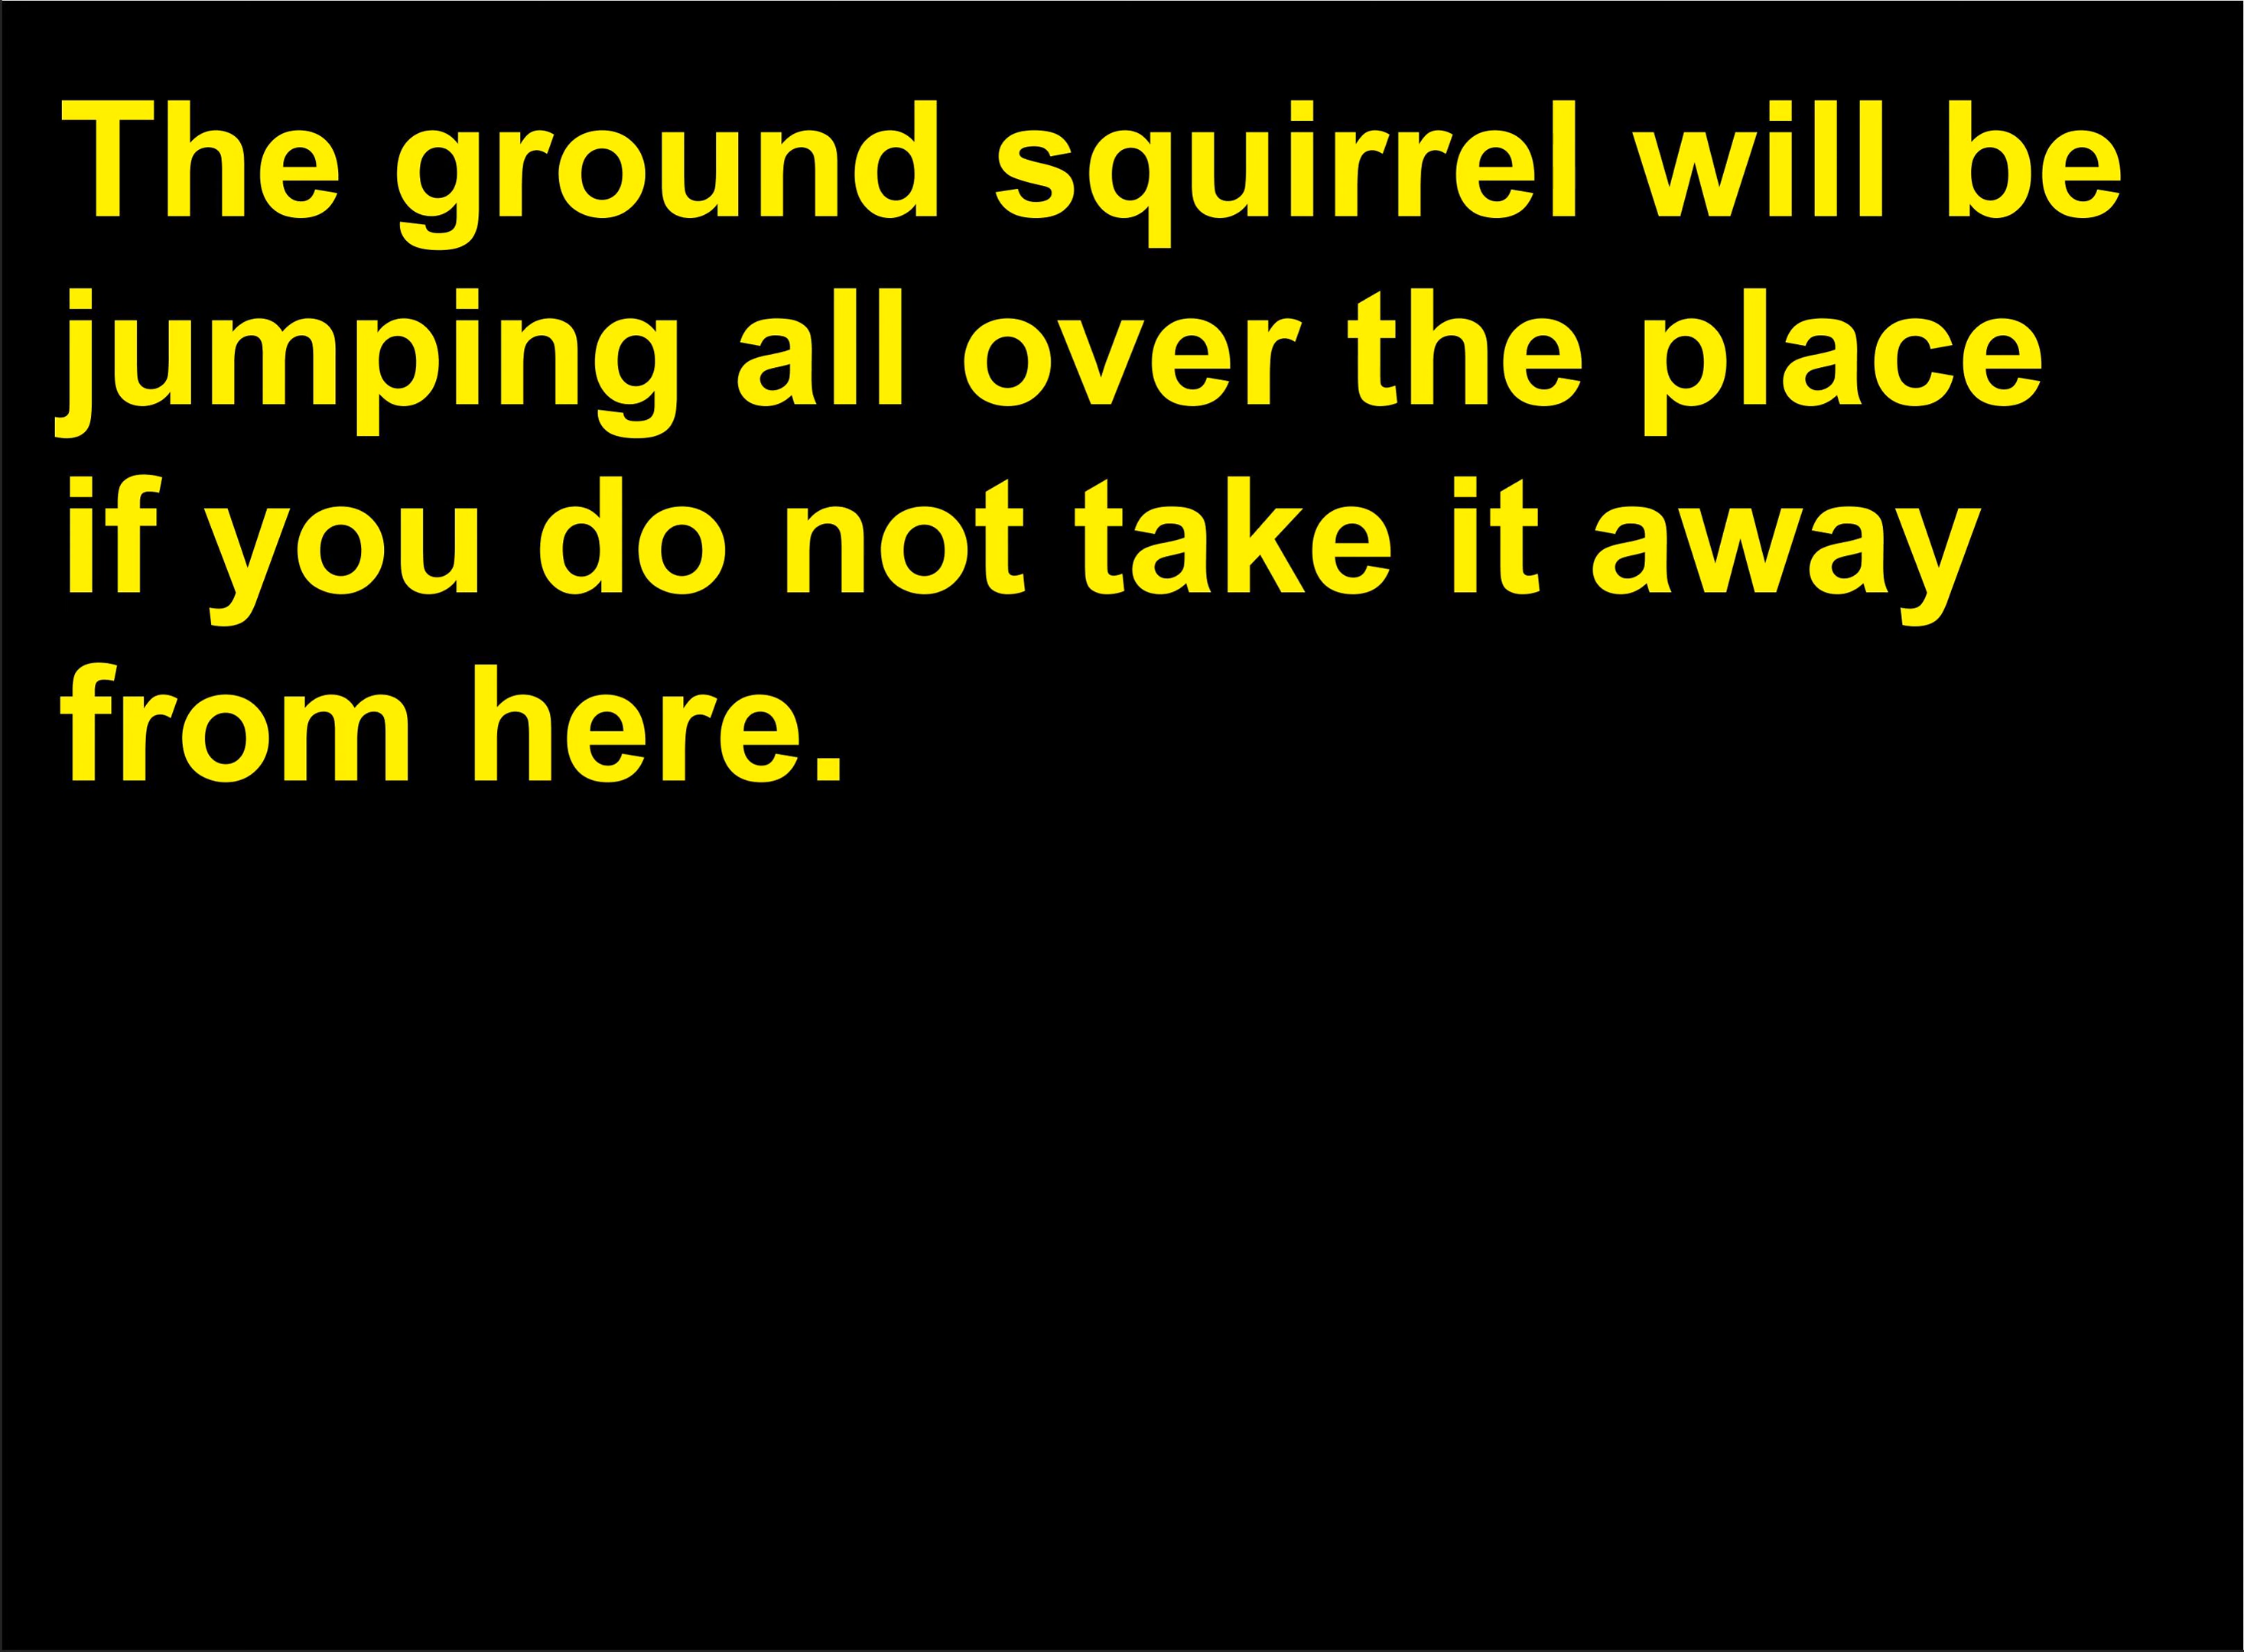 The ground squirrel will be
jumping all over the place
if you do not take it away
from here.